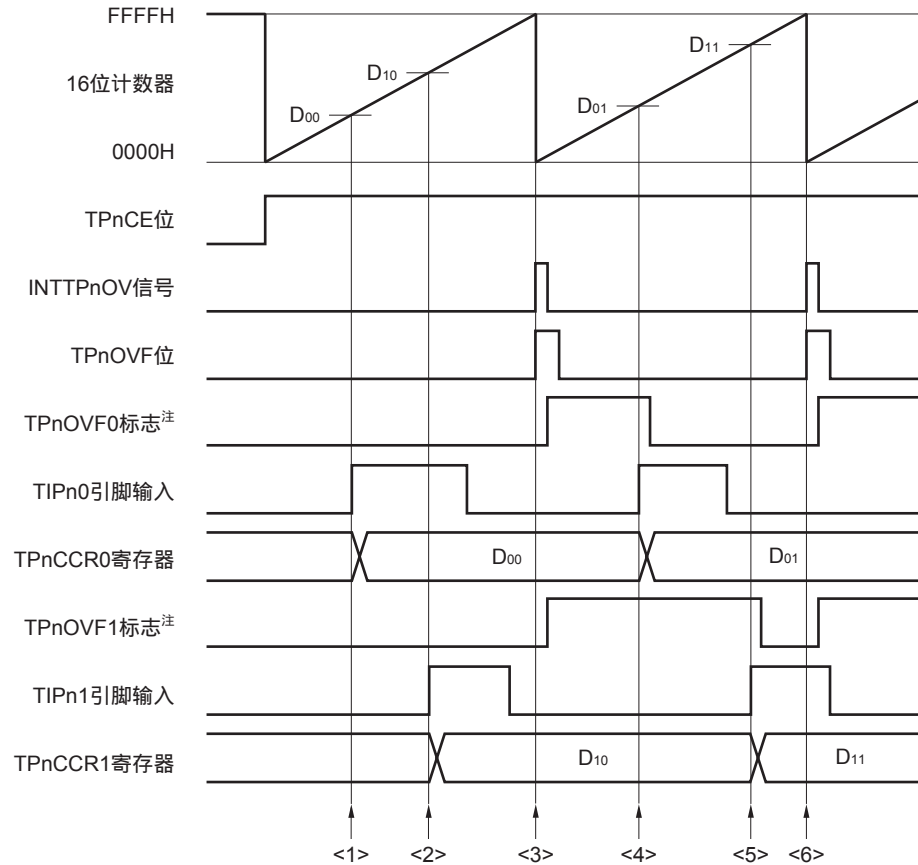 FFFFH
D11
D10
16位计数器
D01
D00
0000H
TPnCE位
INTTPnOV信号
TPnOVF位
TPnOVF0标志注
TIPn0引脚输入
TPnCCR0寄存器
D00
D01
TPnOVF1标志注
TIPn1引脚输入
TPnCCR1寄存器
D10
D11
<1> <2> <3> <4> <5> <6>